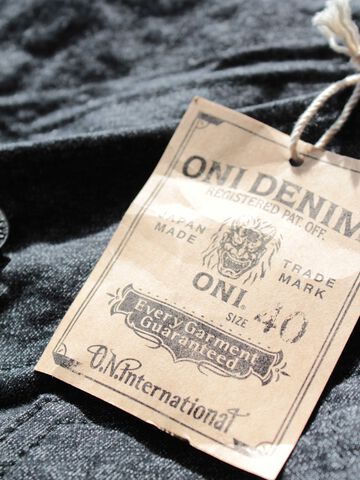 ONI DENIM
REGISTERED PAT. OFF.
JAPAN MADE
TRADE MARK
ONI
SIZE 40
Every Garment
Guaranteed
O.N.International